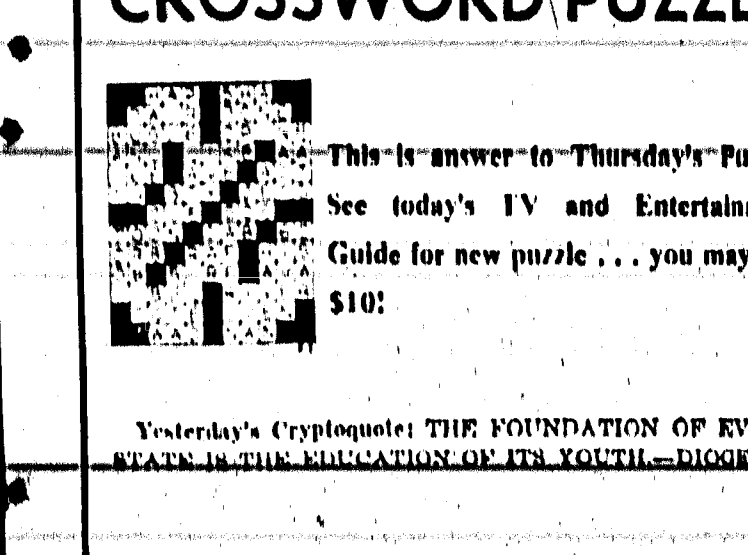 CROSSWORD PUZZLE
This is answer to Thursday's Pu
See today's TV and Entertain
Guide for new puzzle . . . you may
$10!
Yesterday's Cryptoquote: THE FOUNDATION OF EV
STATE IS THE EDUCATION OF ITS YOUTH.—DIOGE